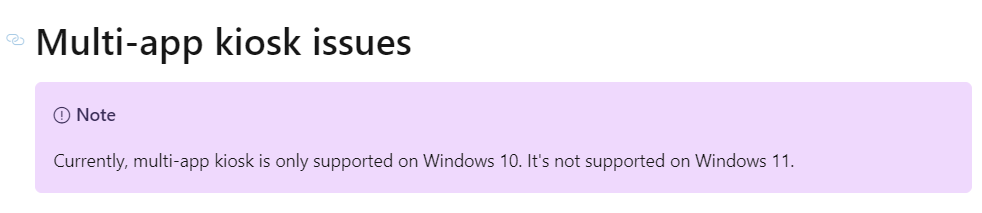 Multi-app kiosk issues
Note
Currently, multi-app kiosk is only supported on Windows 10. It's not supported on Windows 11.